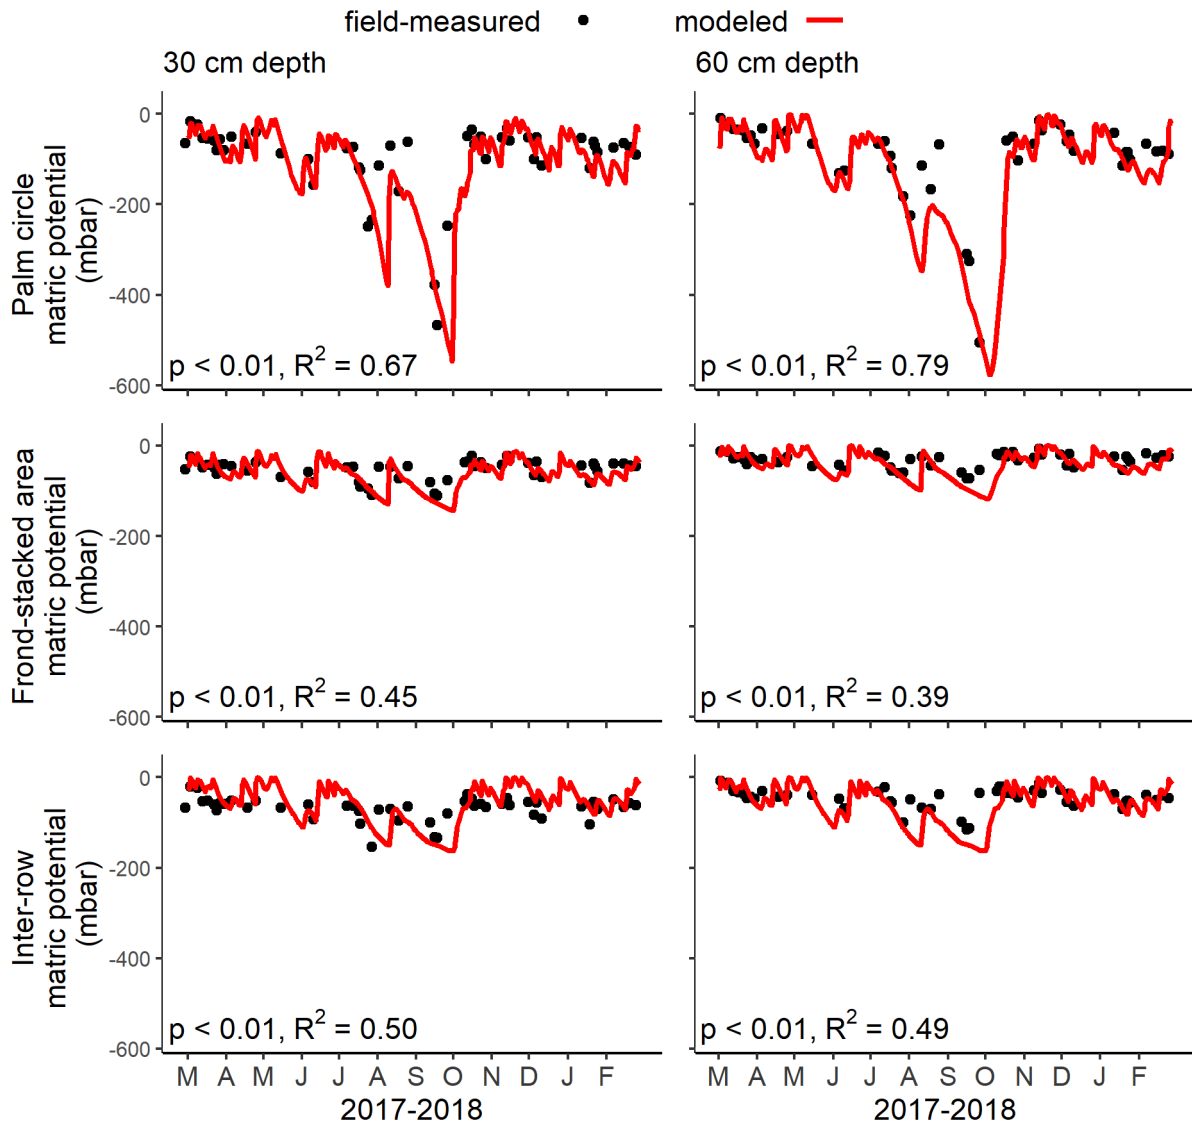 field-measured modeled
30 cm depth 60 cm depth
Palm circle
matric potential
(mbar)
0
-200
-400
-600
p < 0.01, R² = 0.67
p < 0.01, R² = 0.79
Frond-stacked area
matric potential
(mbar)
0
-200
-400
-600
p < 0.01, R² = 0.45
p < 0.01, R² = 0.39
Inter-row
matric potential
(mbar)
0
-200
-400
-600
p < 0.01, R² = 0.50
p < 0.01, R² = 0.49
M A M J J A S O N D J F
M A M J J A S O N D J F
2017-2018
2017-2018